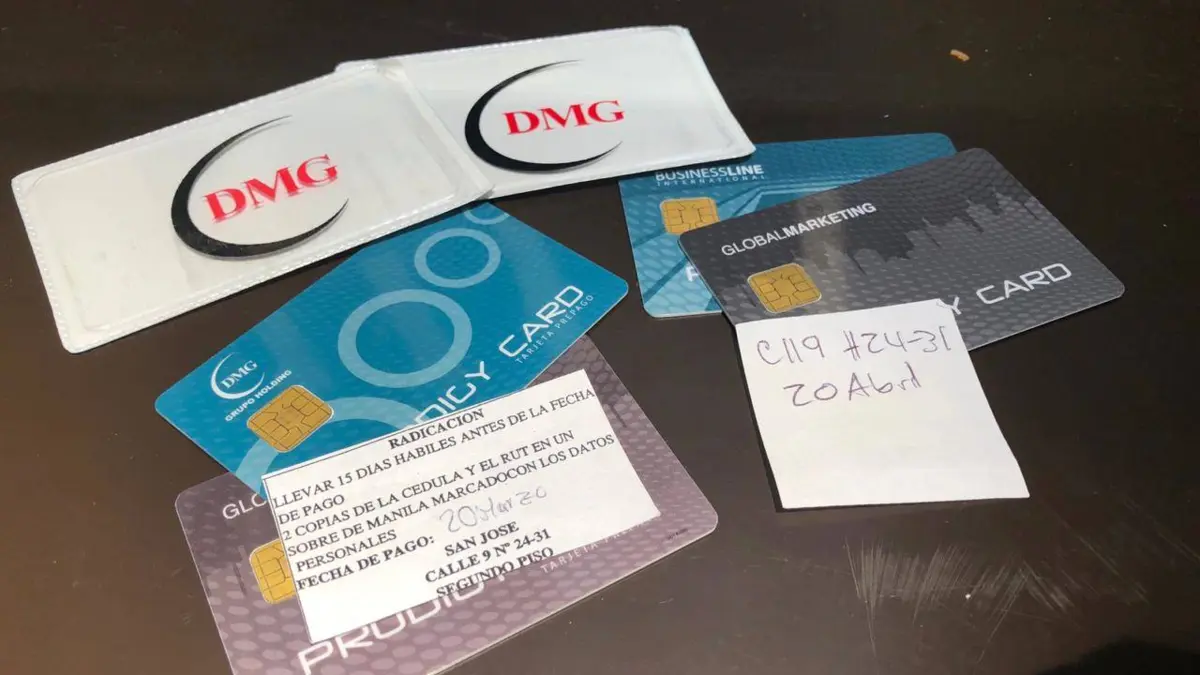 DMG
DMG
BUSINESSLINE
INTERNATIONAL
GLOBALMARKETING
CARD
C119 #24-31
20 Abril
DMG
GRUPO HOLDING
PRODIGY CARD
TARJETA PREPAGO
RADICACION
LLEVAR 15 DIAS HABILES ANTES DE LA FECHA
DE PAGO
2 COPIAS DE LA CEDULA Y EL RUT EN UN
SOBRE DE MANILA MARCADOCON LOS DATOS
PERSONALES
FECHA DE PAGO: 20 Marzo
SAN JOSE
CALLE 9 Nº 24-31
SEGUNDO PISO
TARJETA
PRODIG